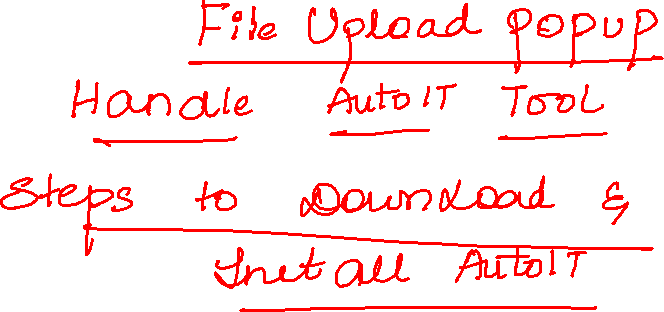 File Upload Popup
Handle AutoIT Tool
Steps to Download &
Install AutoIT